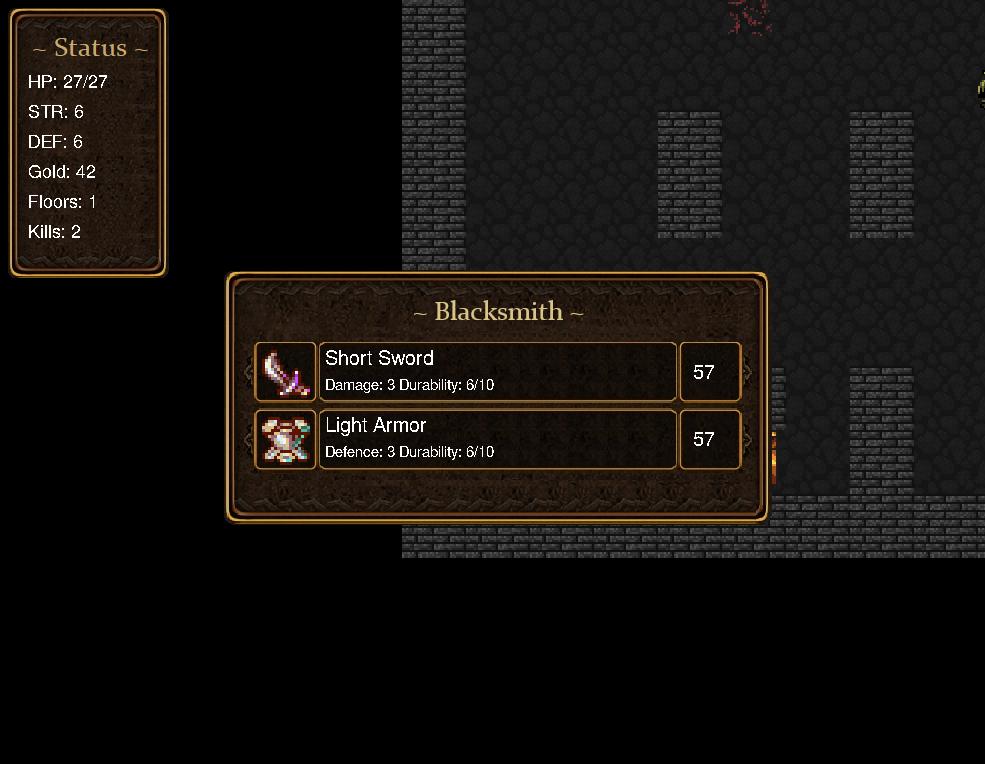 ~ Status ~
HP: 27/27
STR: 6
DEF: 6
Gold: 42
Floors: 1
Kills: 2
~ Blacksmith ~
Short Sword
Damage: 3 Durability: 6/10
57
Light Armor
Defence: 3 Durability: 6/10
57